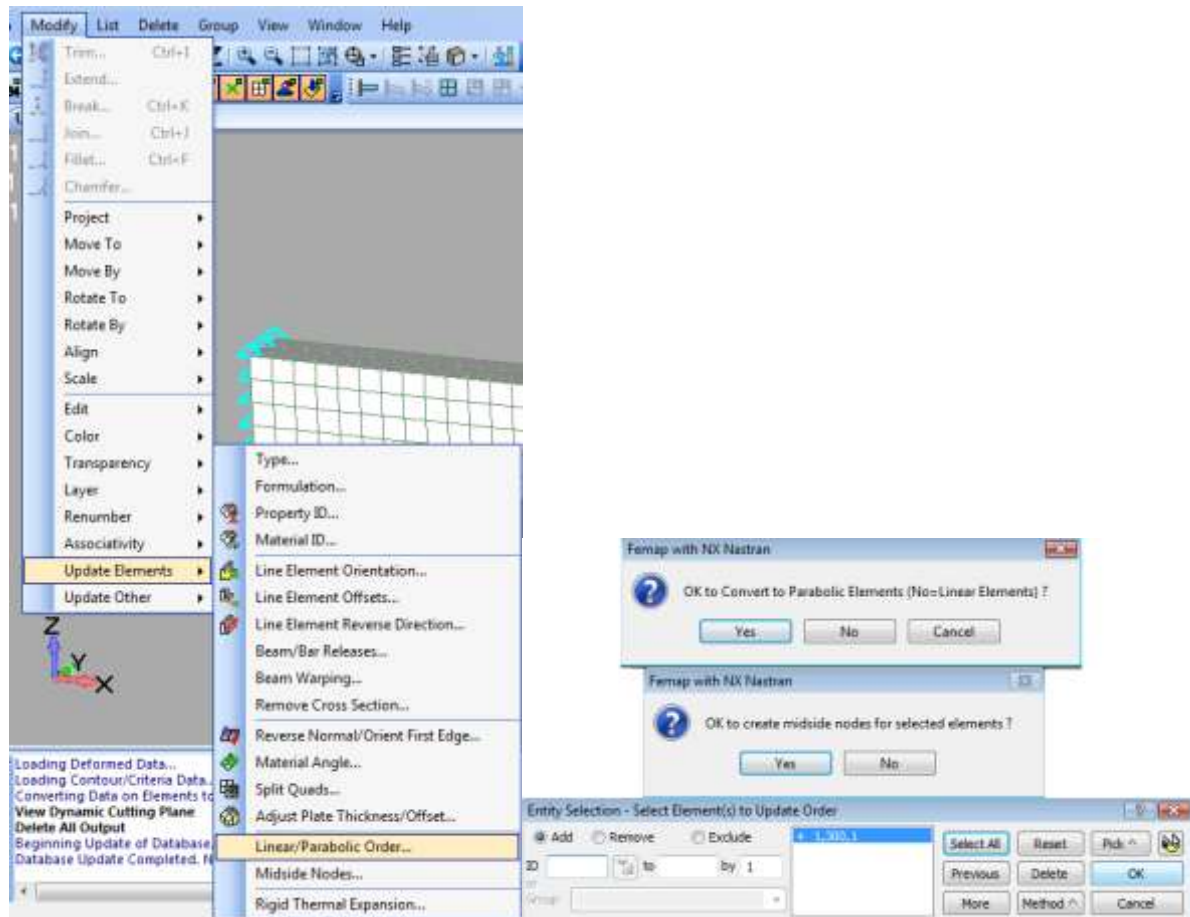 Modify List Delete Group View Window Help
Trim... Ctrl+I
Extend...
Break... Ctrl+K
Join... Ctrl+J
Fillet... Ctrl+F
Chamfer...
Project
Move To
Move By
Rotate To
Rotate By
Align
Scale
Edit
Color
Transparency
Layer
Renumber
Associativity
Update Elements
Update Other
Type...
Formulation...
Property ID...
Material ID...
Line Element Orientation...
Line Element Offsets...
Line Element Reverse Direction...
Beam/Bar Releases...
Beam Warping...
Remove Cross Section...
Reverse Normal/Orient First Edge...
Material Angle...
Split Quads...
Adjust Plate Thickness/Offset...
Linear/Parabolic Order...
Midside Nodes...
Rigid Thermal Expansion...
Z
Y
X
Loading Deformed Data...
Loading Contour/Criteria Data..
Converting Data on Elements to
View Dynamic Cutting Plane
Delete All Output
Beginning Update of Database
Database Update Completed. N
Femap with NX Nastran
OK to Convert to Parabolic Elements (No=Linear Elements) ?
Yes No Cancel
Femap with NX Nastran
OK to create midside nodes for selected elements ?
Yes No
Entity Selection - Select Element(s) to Update Order
Add Remove Exclude
ID to by 1
or
Group
Select All Reset Pick ^
Previous Delete OK
More Method ^ Cancel